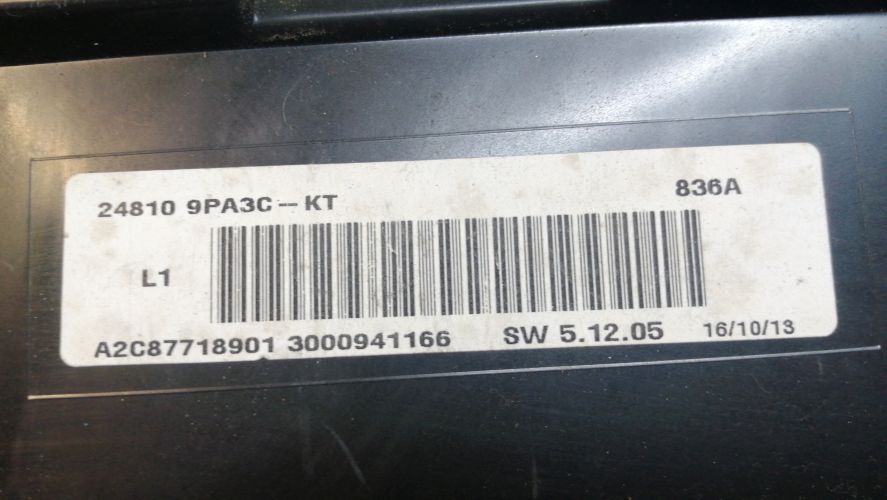 24810 9PA3C -- KT 836A
L1
A2C87718901 3000941166 SW 5.12.05 16/10/13